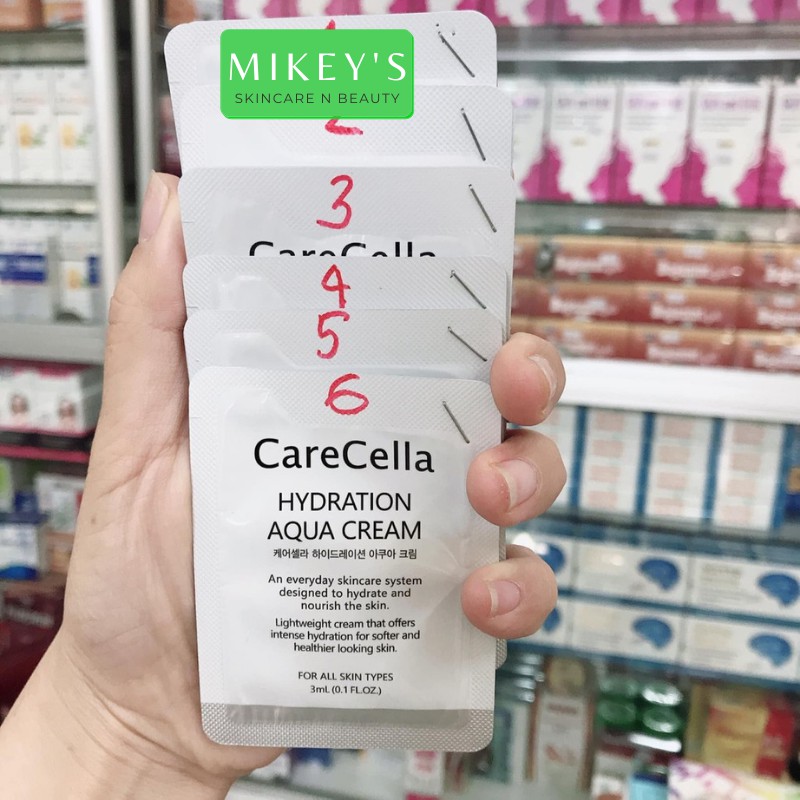 MIKEY'S
SKINCARE N BEAUTY
2
3
CareCella
4
5
6
CareCella
HYDRATION
AQUA CREAM
케어셀라 하이드레이션 아쿠아 크림
An everyday skincare system
designed to hydrate and
nourish the skin.
Lightweight cream that offers
intense hydration for softer and
healthier looking skin.
FOR ALL SKIN TYPES
3mL (0.1 FL.OZ.)